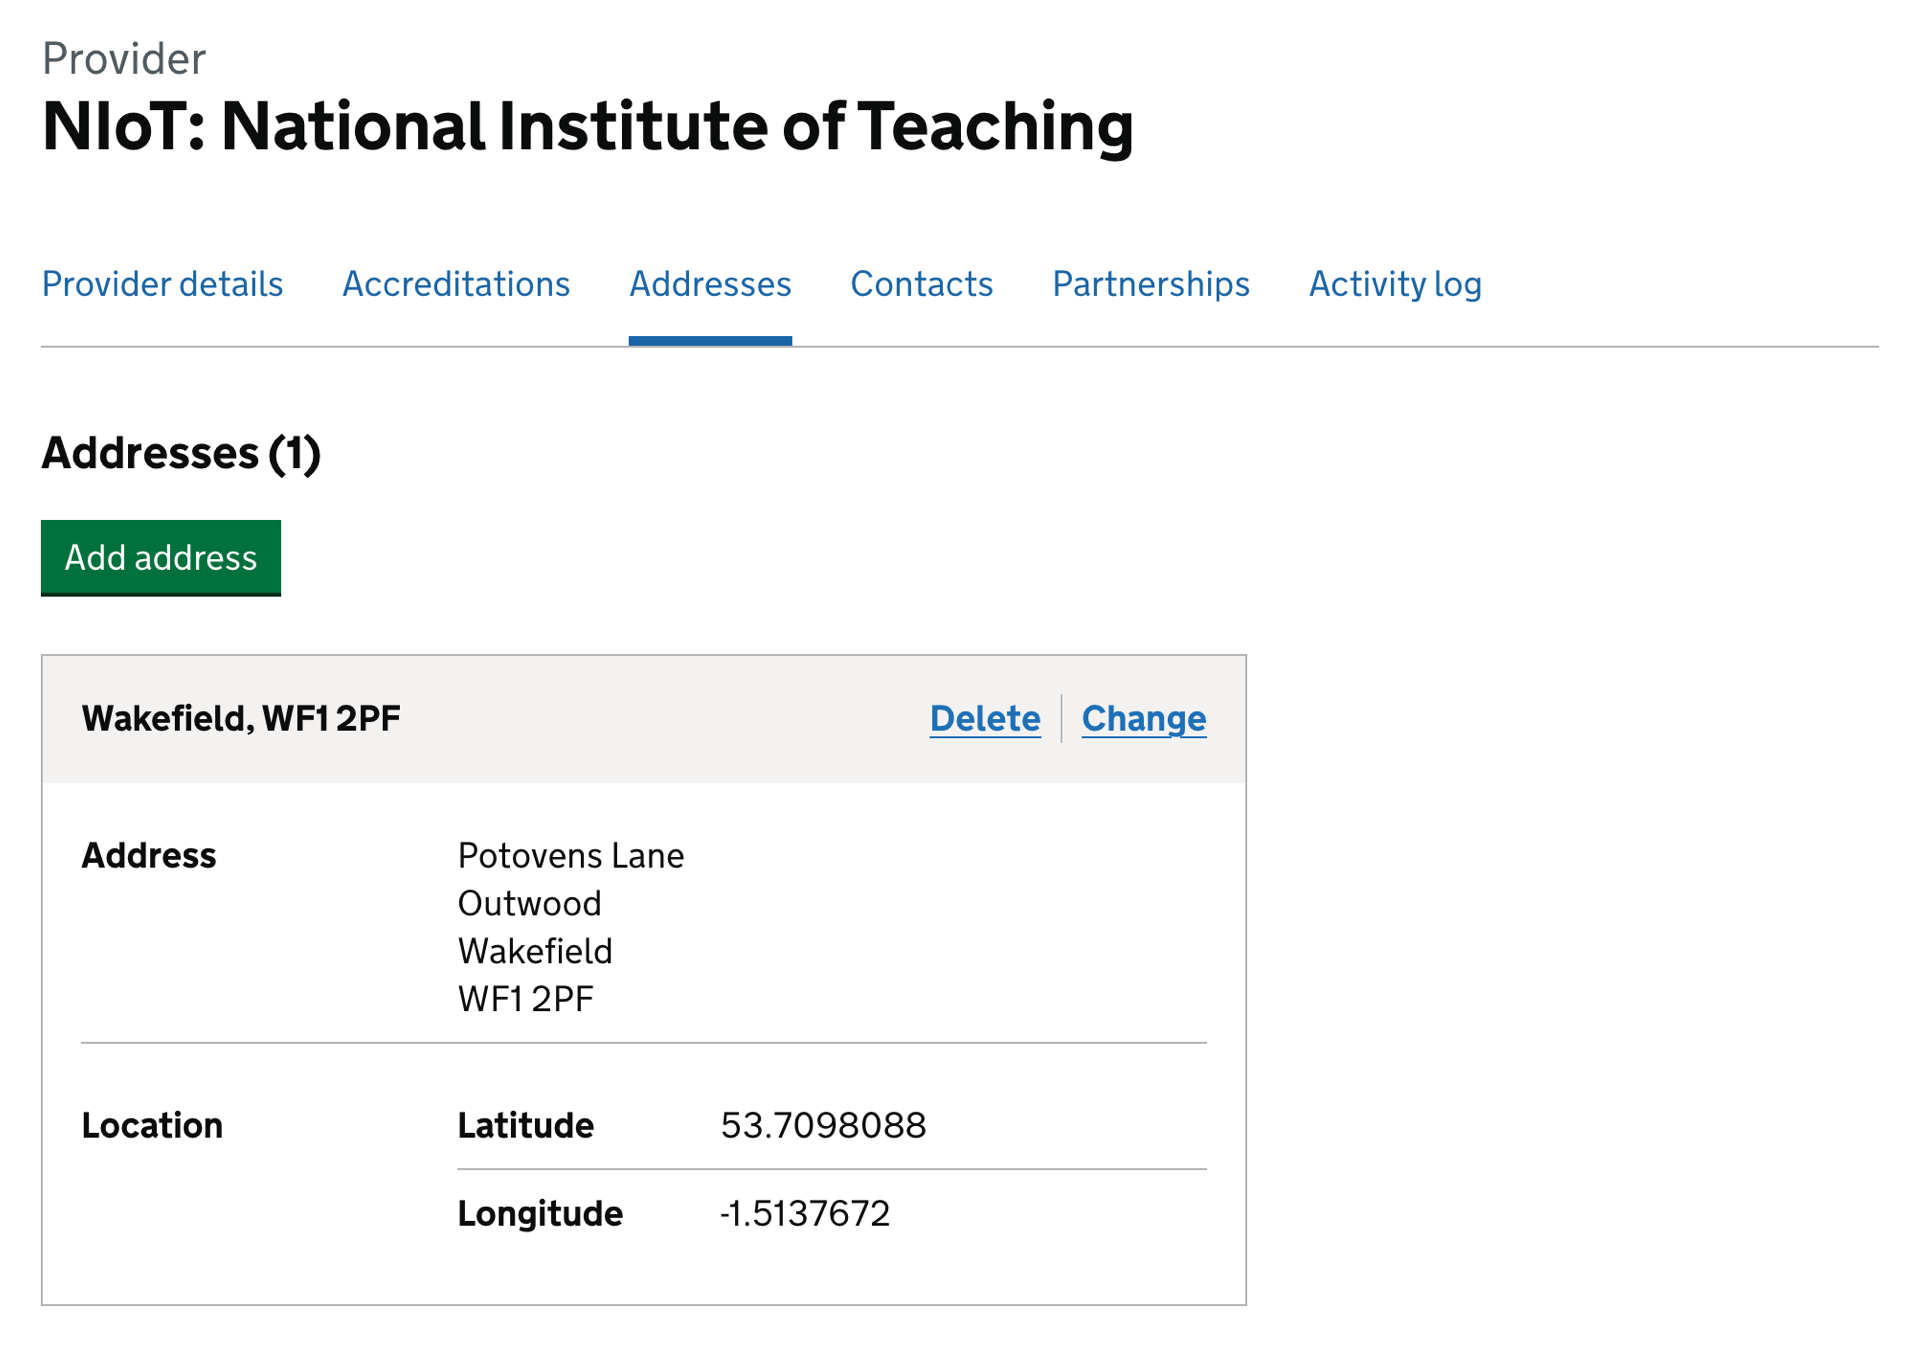 Provider
NIoT: National Institute of Teaching
Provider details Accreditations Addresses Contacts Partnerships Activity log
Addresses (1)
Add address
Wakefield, WF1 2PF Delete Change
Address Potovens Lane
Outwood
Wakefield
WF1 2PF
Location Latitude 53.7098088
Longitude -1.5137672